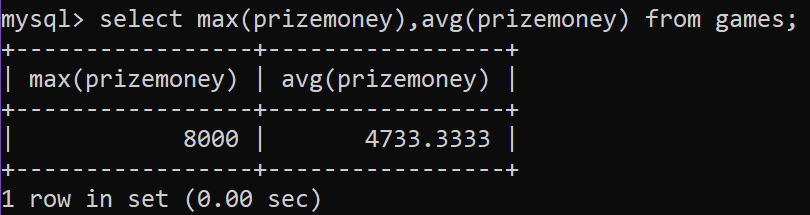 mysql> select max(prizemoney),avg(prizemoney) from games;
+-----------------+-----------------+
| max(prizemoney) | avg(prizemoney) |
+-----------------+-----------------+
|            8000 |       4733.3333 |
+-----------------+-----------------+
1 row in set (0.00 sec)